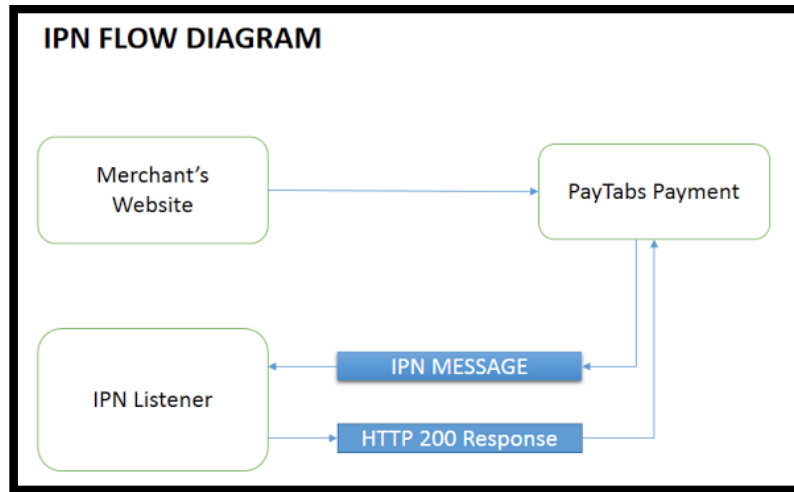 IPN FLOW DIAGRAM
Merchant’s
Website
PayTabs Payment
IPN MESSAGE
IPN Listener
HTTP 200 Response